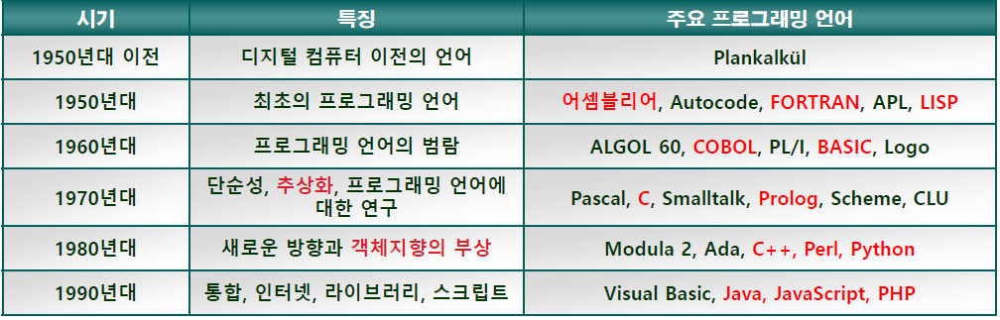 시기 특징 주요 프로그래밍 언어
1950년대 이전 디지털 컴퓨터 이전의 언어 Plankalkül
1950년대 최초의 프로그래밍 언어 어셈블리어, Autocode, FORTRAN, APL, LISP
1960년대 프로그래밍 언어의 범람 ALGOL 60, COBOL, PL/I, BASIC, Logo
1970년대 단순성, 추상화, 프로그래밍 언어에
대한 연구 Pascal, C, Smalltalk, Prolog, Scheme, CLU
1980년대 새로운 방향과 객체지향의 부상 Modula 2, Ada, C++, Perl, Python
1990년대 통합, 인터넷, 라이브러리, 스크립트 Visual Basic, Java, JavaScript, PHP